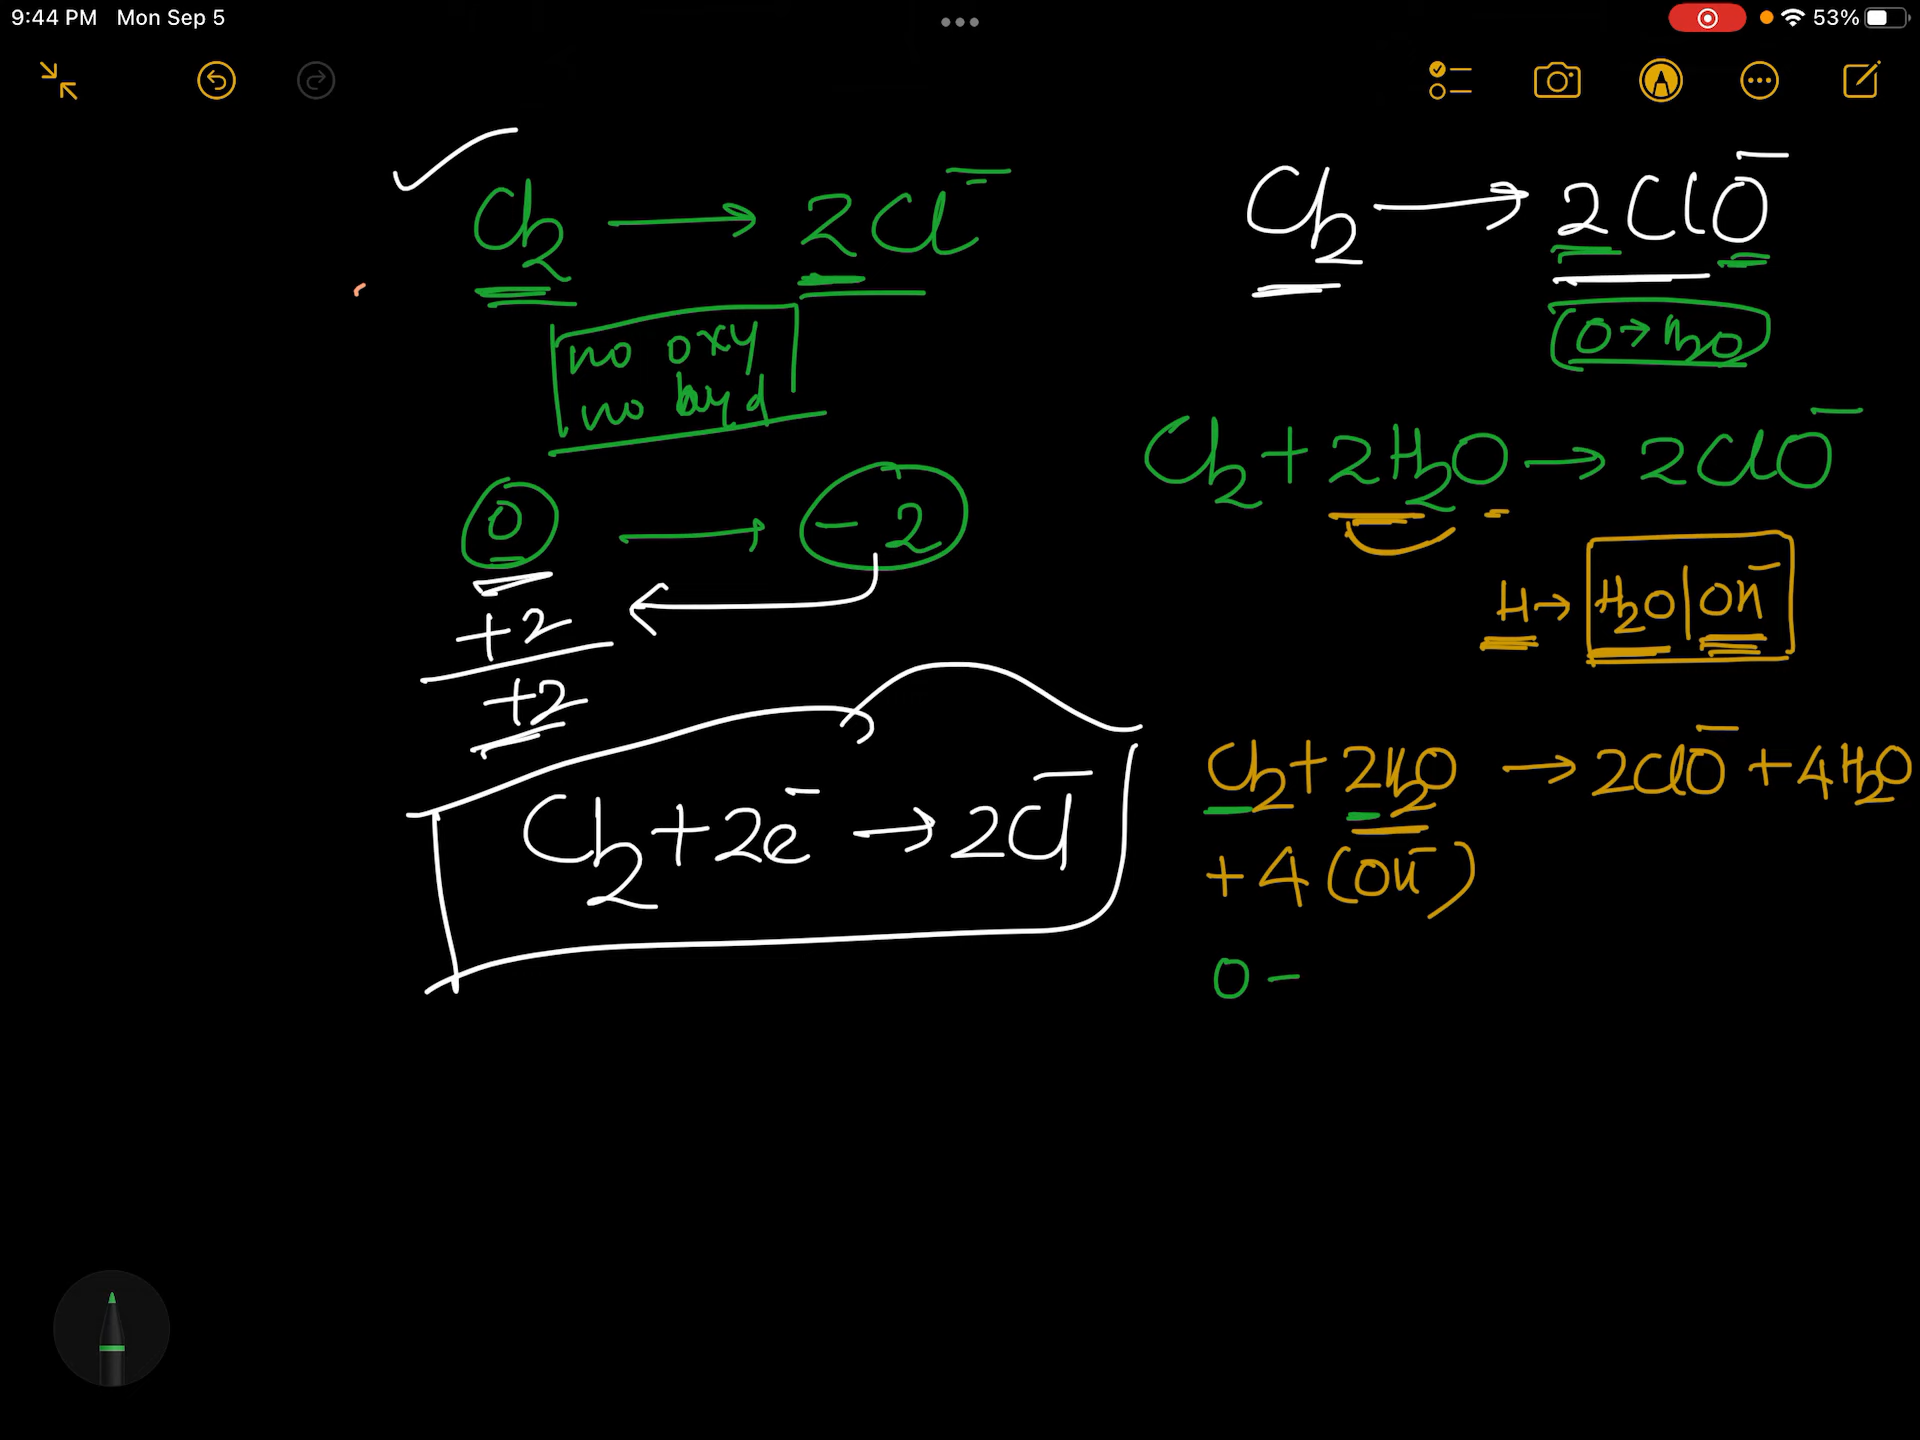 9:44 PM Mon Sep 5
53%
Cl₂ → 2Cl⁻
no oxy
no hyd
0 → -2
+2
+2
Cl₂ + 2e⁻ → 2Cl⁻
Cl₂ → 2ClO⁻
(O → H₂O
Cl₂ + 2H₂O → 2ClO⁻
H → H₂O | OH⁻
Cl₂ + 2H₂O → 2ClO⁻ + 4H₂O
+ 4(OH⁻)
0 -